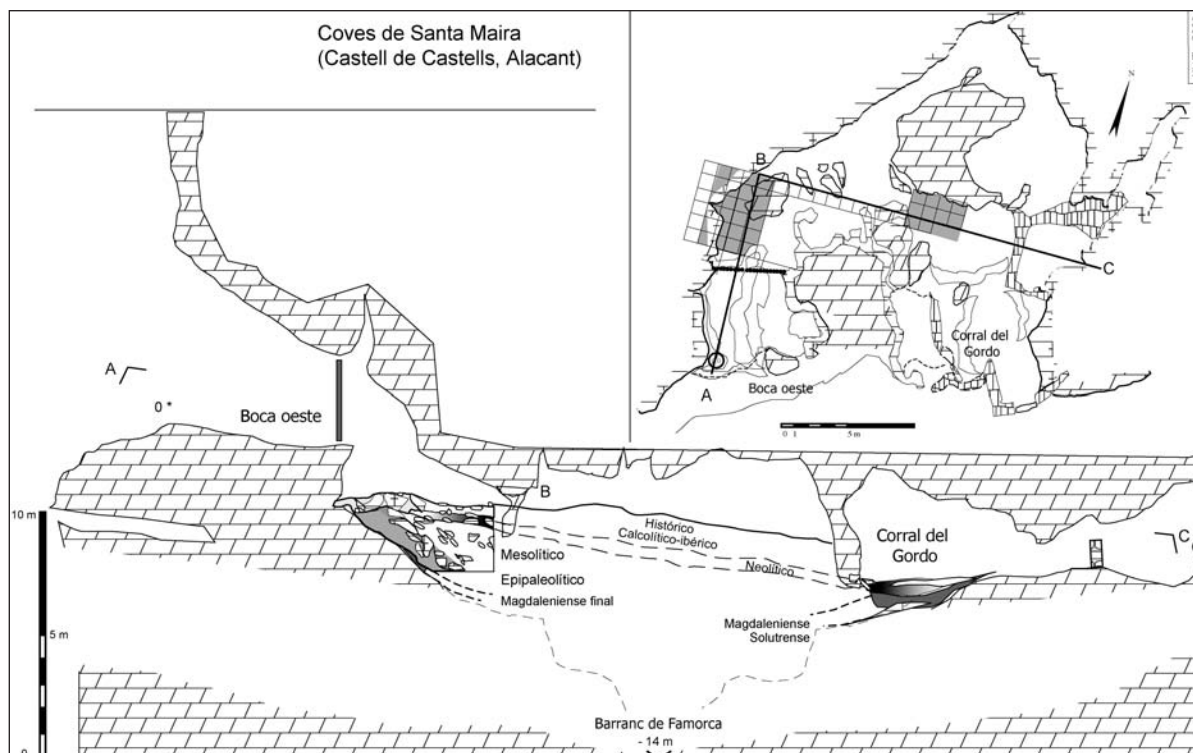 Coves de Santa Maira
(Castell de Castells, Alacant)
N
B
C
A
Corral del
Gordo
Boca oeste
0 1 5 m
A
0 *
Boca oeste
B
10 m
Histórico
Calcolítico-ibérico
Neolítico
Mesolítico
Epipaleolítico
Magdaleniense final
Corral del
Gordo
C
Magdaleniense
Solutrense
5 m
Barranc de Famorca
- 14 m
0